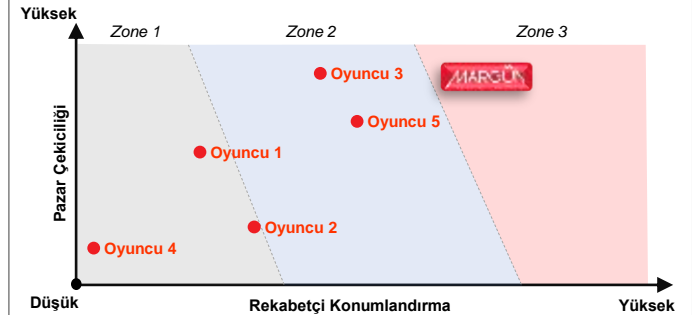 Yüksek
Zone 1
Zone 2
Zone 3
MARGÜN
Oyuncu 3
Oyuncu 5
Oyuncu 1
Oyuncu 2
Oyuncu 4
Pazar Çekiciliği
Düşük
Rekabetçi Konumlandırma
Yüksek